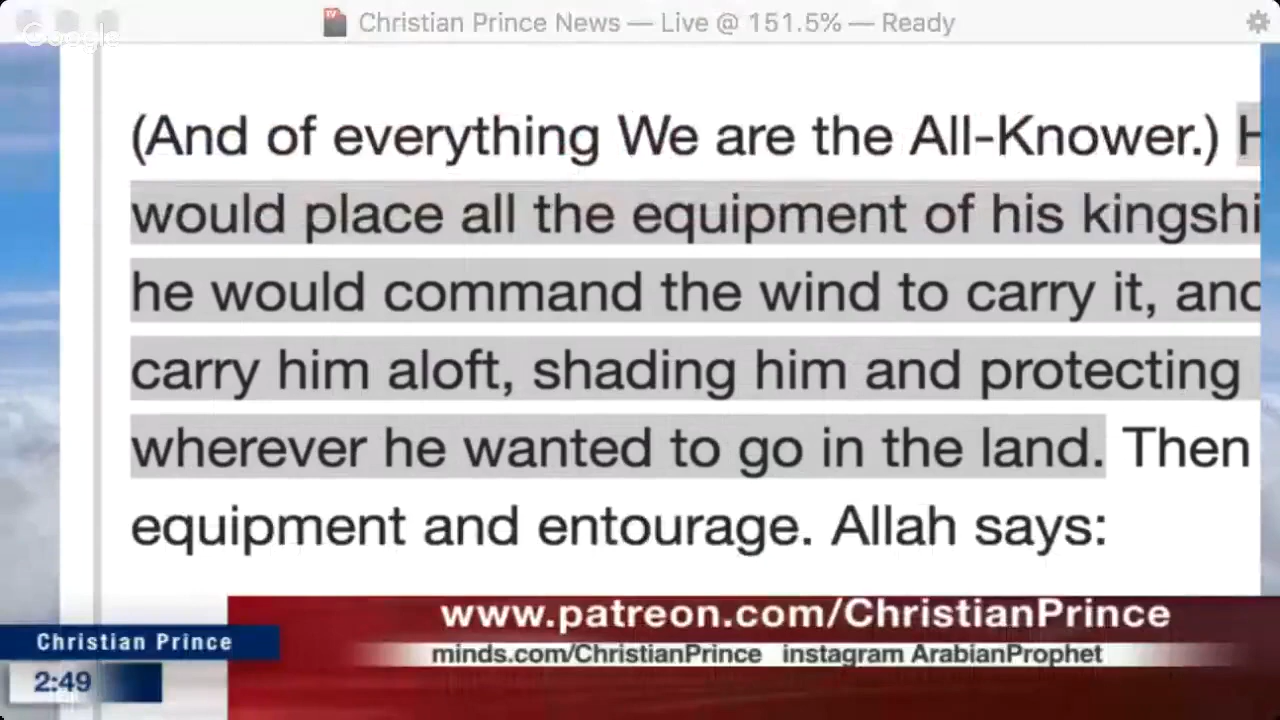 Google
Christian Prince News — Live @ 151.5% — Ready
(And of everything We are the All-Knower.) H
would place all the equipment of his kingshi
he would command the wind to carry it, and
carry him aloft, shading him and protecting
wherever he wanted to go in the land. Then
equipment and entourage. Allah says:
www.patreon.com/ChristianPrince
Christian Prince
minds.com/ChristianPrince instagram ArabianProphet
2:49